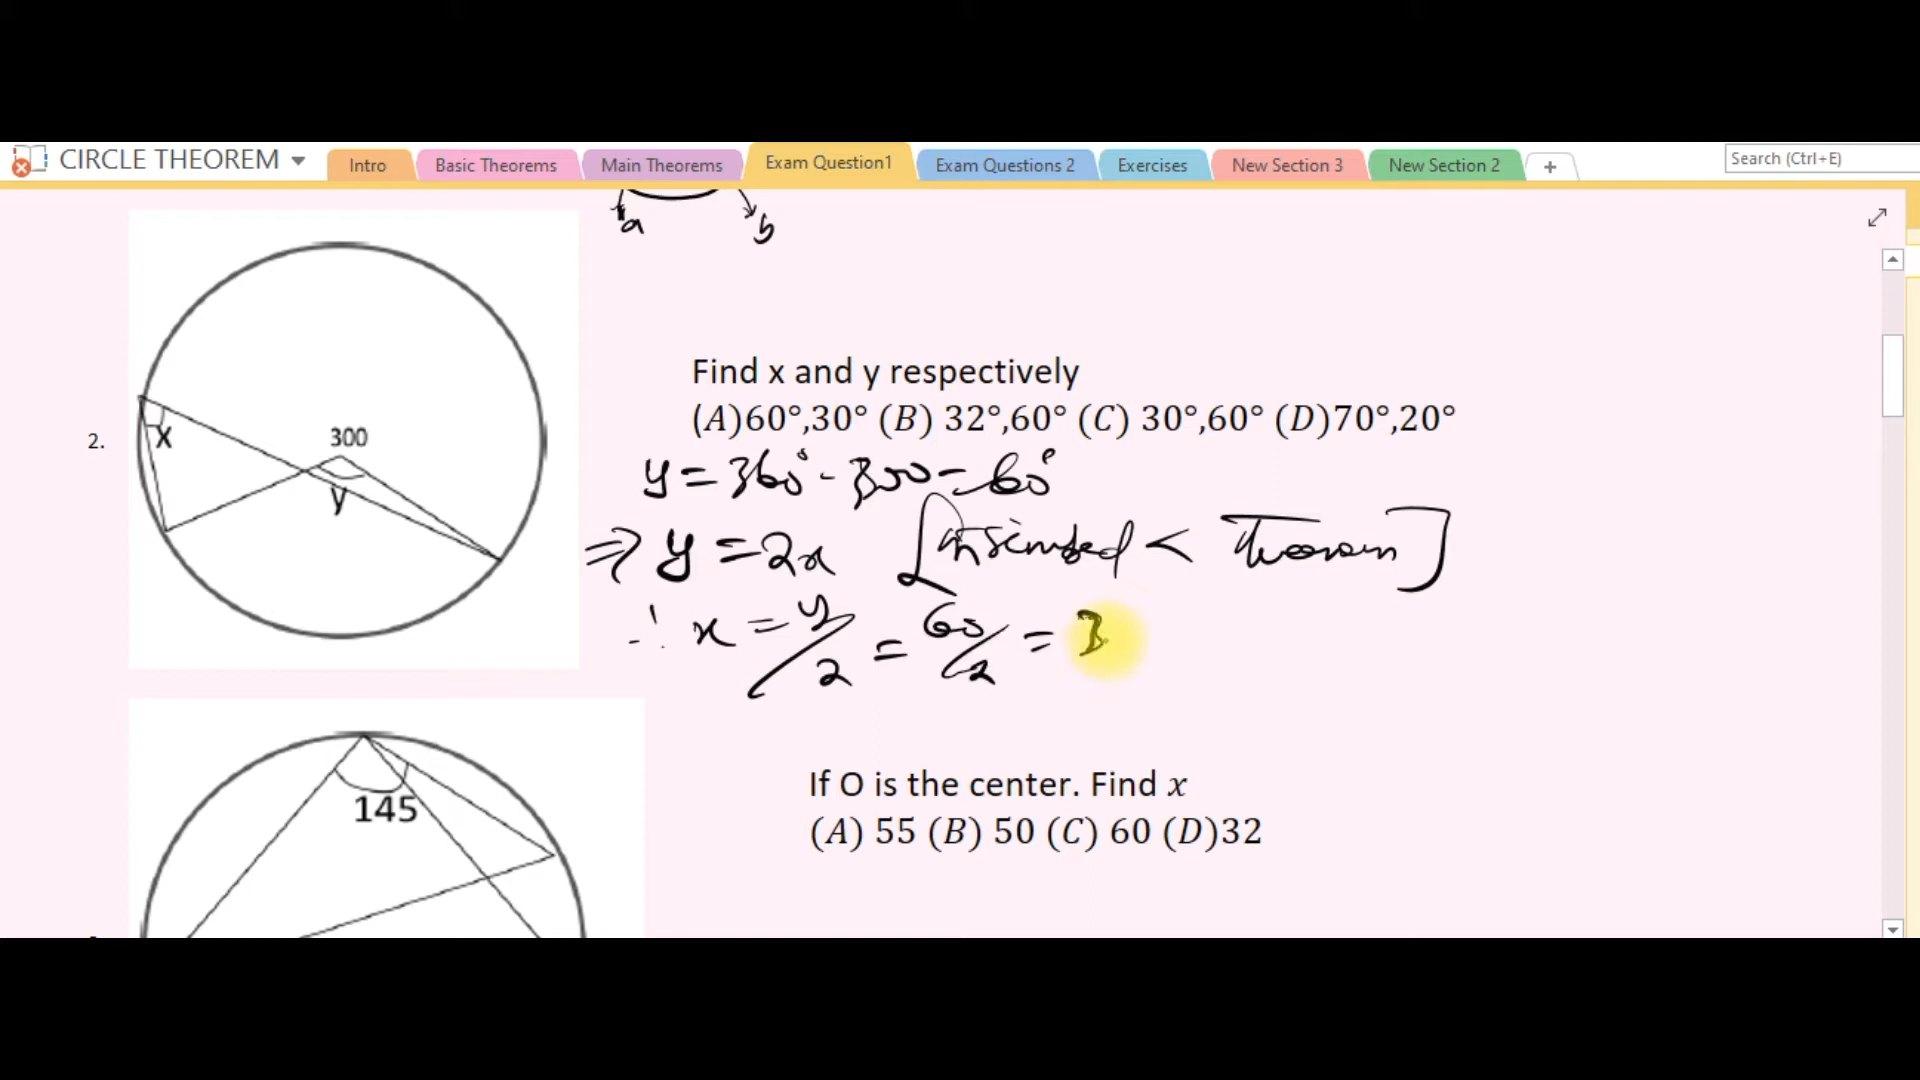 CIRCLE THEOREM
Intro
Basic Theorems
Main Theorems
Exam Question1
Exam Questions 2
Exercises
New Section 3
New Section 2
+
Search (Ctrl+E)
a b
Find x and y respectively
(A)60°,30° (B) 32°,60° (C) 30°,60° (D)70°,20°
2.
x
300
y
y = 360° - 300 = 60°
⇒ y = 2x [inscribed < Theorem]
∴ x = y/2 = 60/2 = 3
145
If O is the center. Find x
(A) 55 (B) 50 (C) 60 (D)32